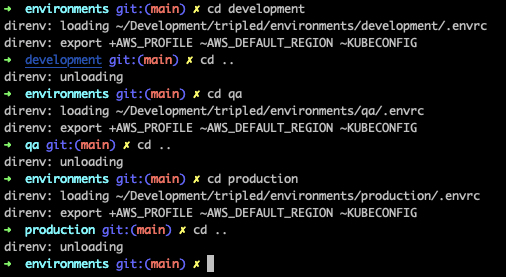 ➜ environments git:(main) ✗ cd development
direnv: loading ~/Development/tripled/environments/development/.envrc
direnv: export +AWS_PROFILE ~AWS_DEFAULT_REGION ~KUBECONFIG
➜ development git:(main) ✗ cd ..
direnv: unloading
➜ environments git:(main) ✗ cd qa
direnv: loading ~/Development/tripled/environments/qa/.envrc
direnv: export +AWS_PROFILE ~AWS_DEFAULT_REGION ~KUBECONFIG
➜ qa git:(main) ✗ cd ..
direnv: unloading
➜ environments git:(main) ✗ cd production
direnv: loading ~/Development/tripled/environments/production/.envrc
direnv: export +AWS_PROFILE ~AWS_DEFAULT_REGION ~KUBECONFIG
➜ production git:(main) ✗ cd ..
direnv: unloading
➜ environments git:(main) ✗